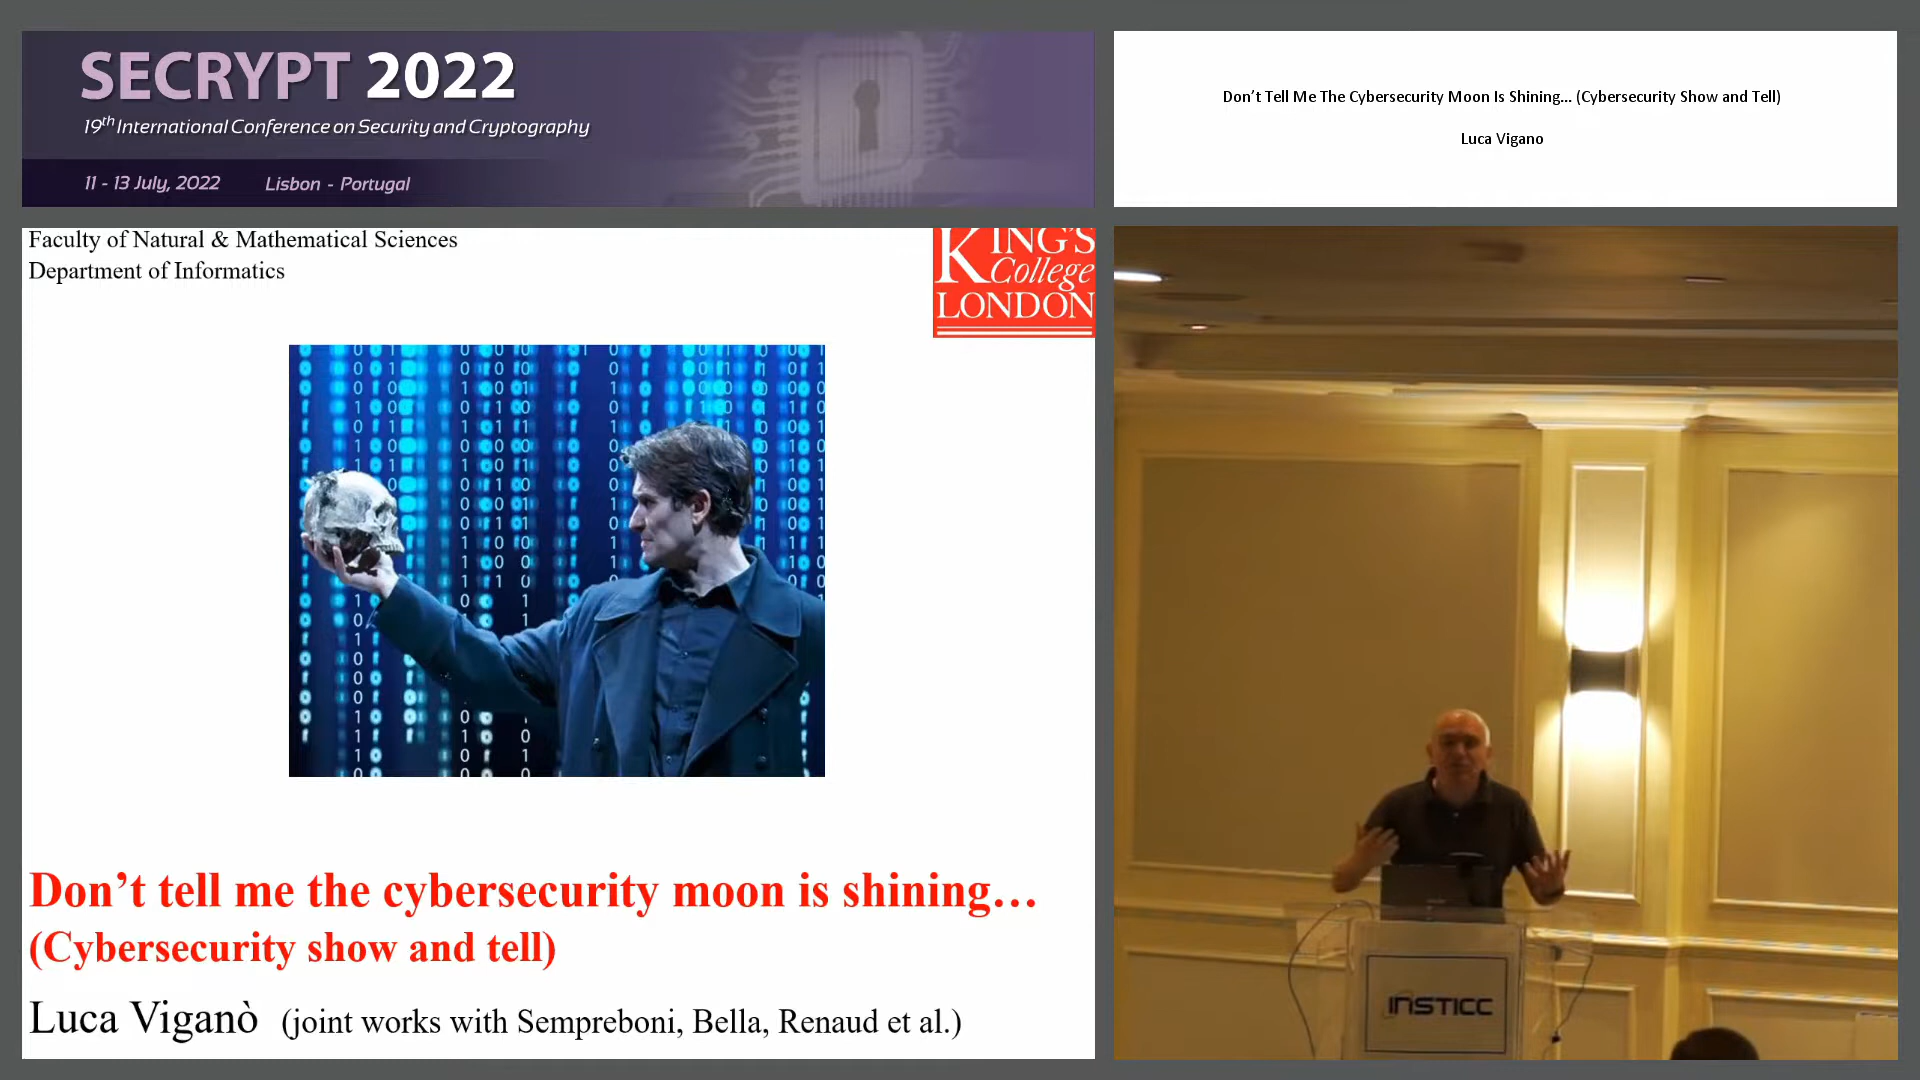 SECRYPT 2022
19th International Conference on Security and Cryptography
11 - 13 July, 2022 Lisbon - Portugal
Don't Tell Me The Cybersecurity Moon Is Shining... (Cybersecurity Show and Tell)
Luca Vigano
Faculty of Natural & Mathematical Sciences
Department of Informatics
KING'S
College
LONDON
Don't tell me the cybersecurity moon is shining…
(Cybersecurity show and tell)
Luca Viganò (joint works with Sempreboni, Bella, Renaud et al.)
INSTICC